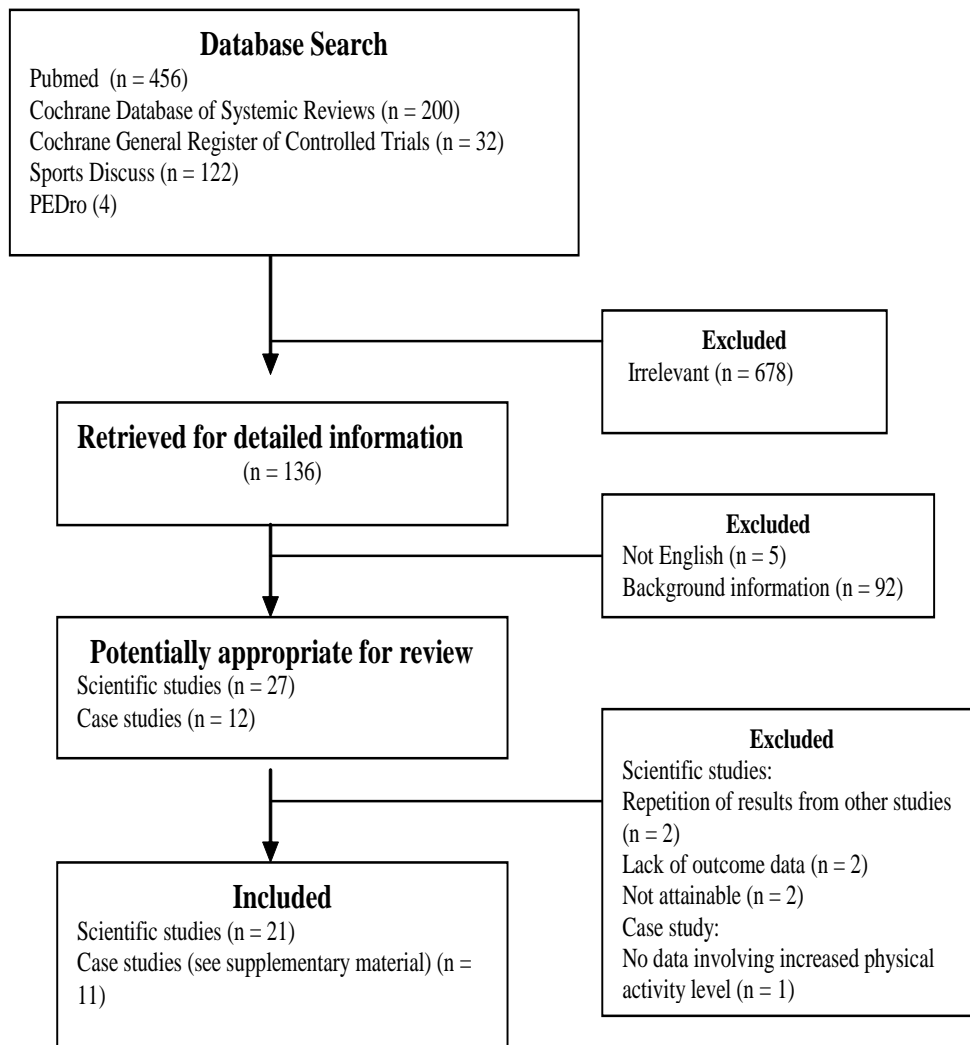 Database Search
Pubmed (n = 456)
Cochrane Database of Systemic Reviews (n = 200)
Cochrane General Register of Controlled Trials (n = 32)
Sports Discuss (n = 122)
PEDro (4)
Excluded
Irrelevant (n = 678)
Retrieved for detailed information
(n = 136)
Excluded
Not English (n = 5)
Background information (n = 92)
Potentially appropriate for review
Scientific studies (n = 27)
Case studies (n = 12)
Excluded
Scientific studies:
Repetition of results from other studies
(n = 2)
Lack of outcome data (n = 2)
Not attainable (n = 2)
Case study:
No data involving increased physical
activity level (n = 1)
Included
Scientific studies (n = 21)
Case studies (see supplementary material) (n =
11)